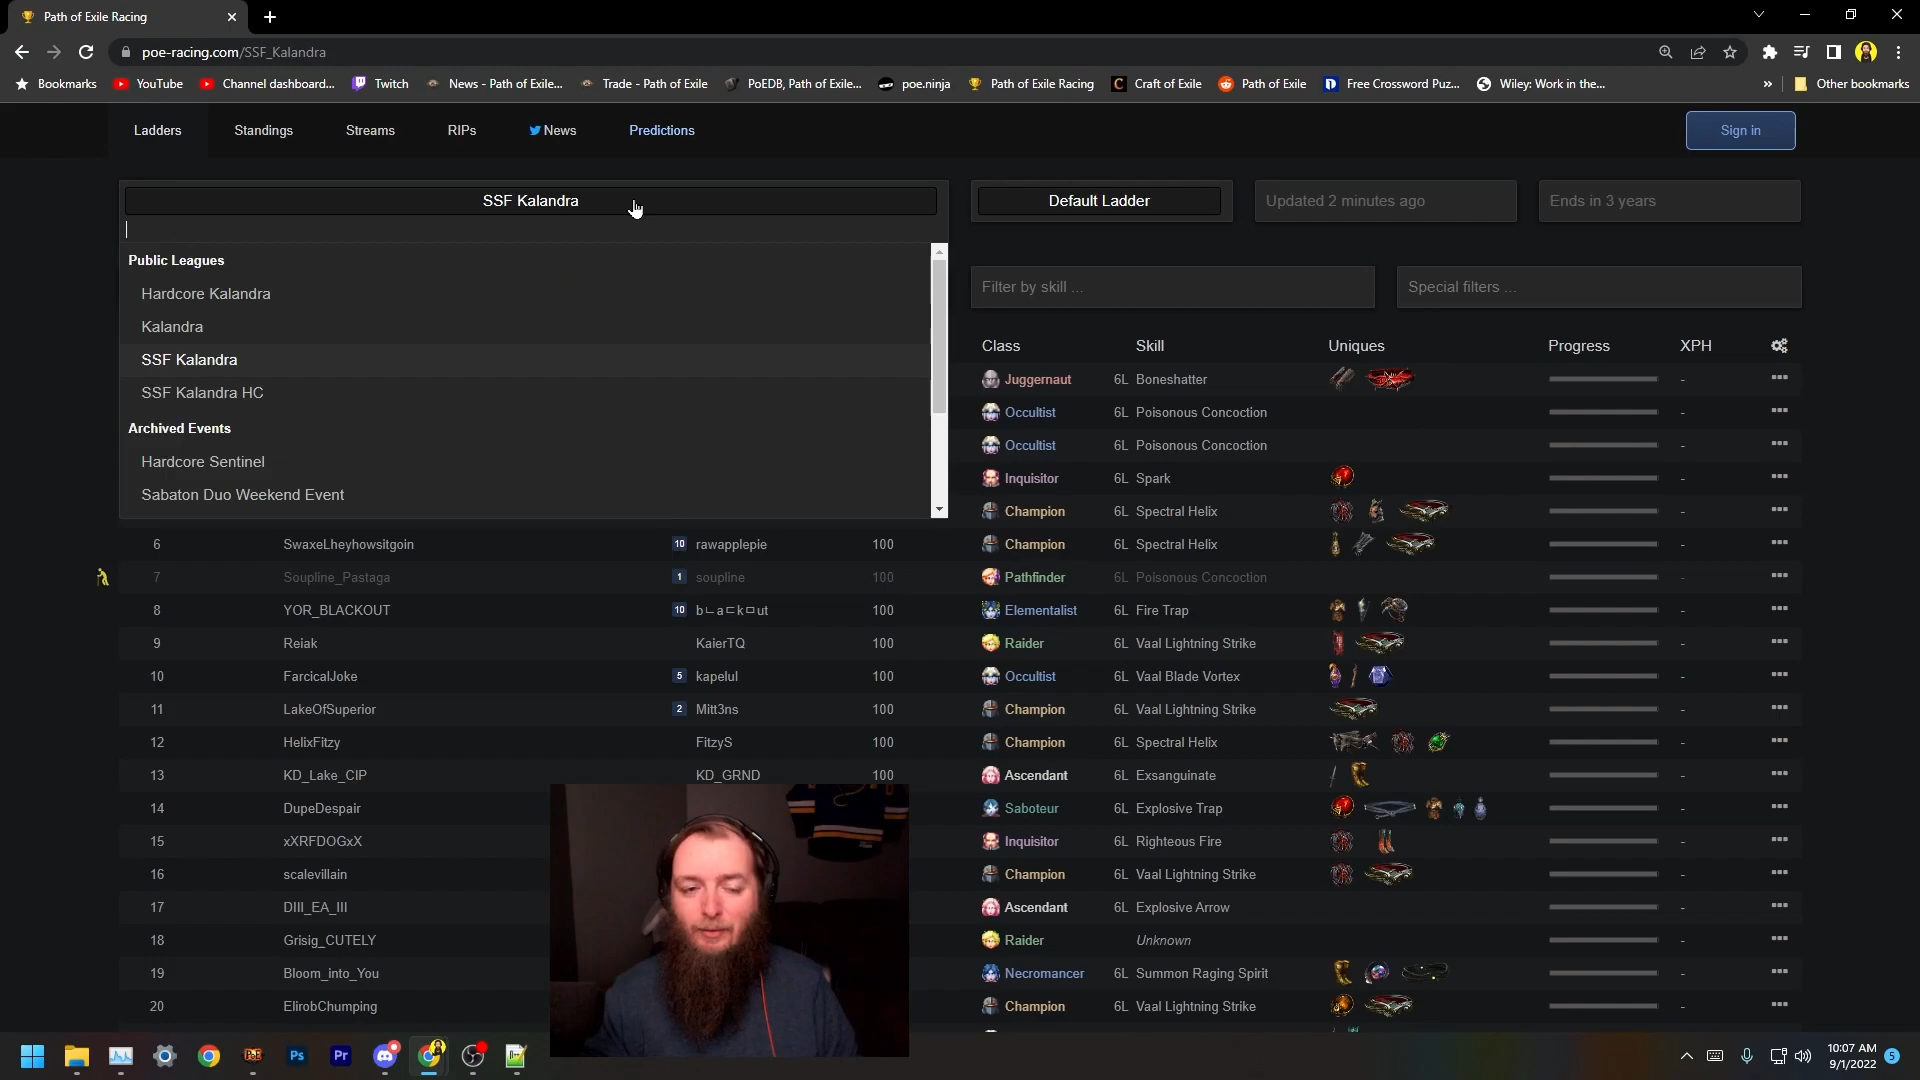 Path of Exile Racing
poe-racing.com/SSF_Kalandra
Bookmarks YouTube Channel dashboard... Twitch News - Path of Exile... Trade - Path of Exile PoEDB, Path of Exile... poe.ninja Path of Exile Racing Craft of Exile Path of Exile Free Crossword Puz... Wiley: Work in the... » Other bookmarks
Ladders Standings Streams RIPs News Predictions Sign in
SSF Kalandra Default Ladder Updated 2 minutes ago Ends in 3 years
Public Leagues
Hardcore Kalandra
Kalandra
SSF Kalandra
SSF Kalandra HC
Archived Events
Hardcore Sentinel
Sabaton Duo Weekend Event
Filter by skill ... Special filters ...
Class Skill Uniques Progress XPH
Juggernaut 6L Boneshatter -
Occultist 6L Poisonous Concoction -
Occultist 6L Poisonous Concoction -
Inquisitor 6L Spark -
Champion 6L Spectral Helix -
6 SwaxeLheyhowsitgoin 10 rawapplepie 100 Champion 6L Spectral Helix -
7 Soupline_Pastaga 1 soupline 100 Pathfinder 6L Poisonous Concoction -
8 YOR_BLACKOUT 10 bㄴaㄷkㅁut 100 Elementalist 6L Fire Trap -
9 Reiak KaierTQ 100 Raider 6L Vaal Lightning Strike -
10 FarcicalJoke 5 kapelul 100 Occultist 6L Vaal Blade Vortex -
11 LakeOfSuperior 2 Mitt3ns 100 Champion 6L Vaal Lightning Strike -
12 HelixFitzy FitzyS 100 Champion 6L Spectral Helix -
13 KD_Lake_CIP KD_GRND 100 Ascendant 6L Exsanguinate -
14 DupeDespair Saboteur 6L Explosive Trap -
15 xXRFDOGxX Inquisitor 6L Righteous Fire -
16 scalevillain Champion 6L Vaal Lightning Strike -
17 DIII_EA_III Ascendant 6L Explosive Arrow -
18 Grisig_CUTELY Raider Unknown -
19 Bloom_into_You Necromancer 6L Summon Raging Spirit -
20 ElirobChumping Champion 6L Vaal Lightning Strike -
Ps Pr
10:07 AM
9/1/2022 5